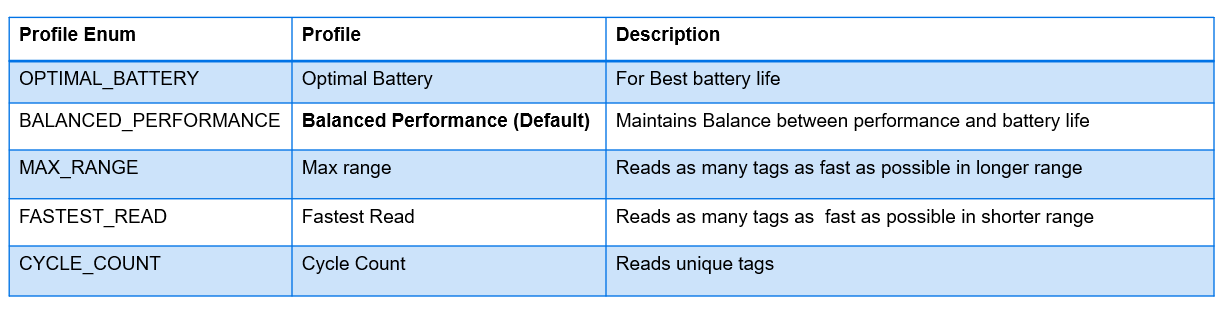 Profile Enum Profile Description
OPTIMAL_BATTERY Optimal Battery For Best battery life
BALANCED_PERFORMANCE Balanced Performance (Default) Maintains Balance between performance and battery life
MAX_RANGE Max range Reads as many tags as fast as possible in longer range
FASTEST_READ Fastest Read Reads as many tags as  fast as possible in shorter range
CYCLE_COUNT Cycle Count Reads unique tags